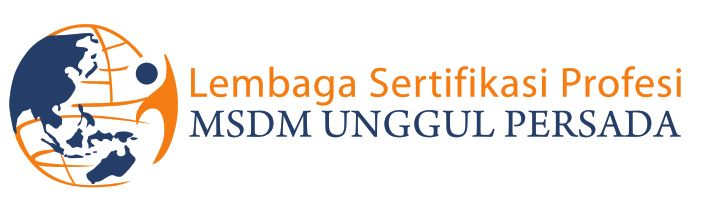 Lembaga Sertifikasi Profesi
MSDM UNGGUL PERSADA